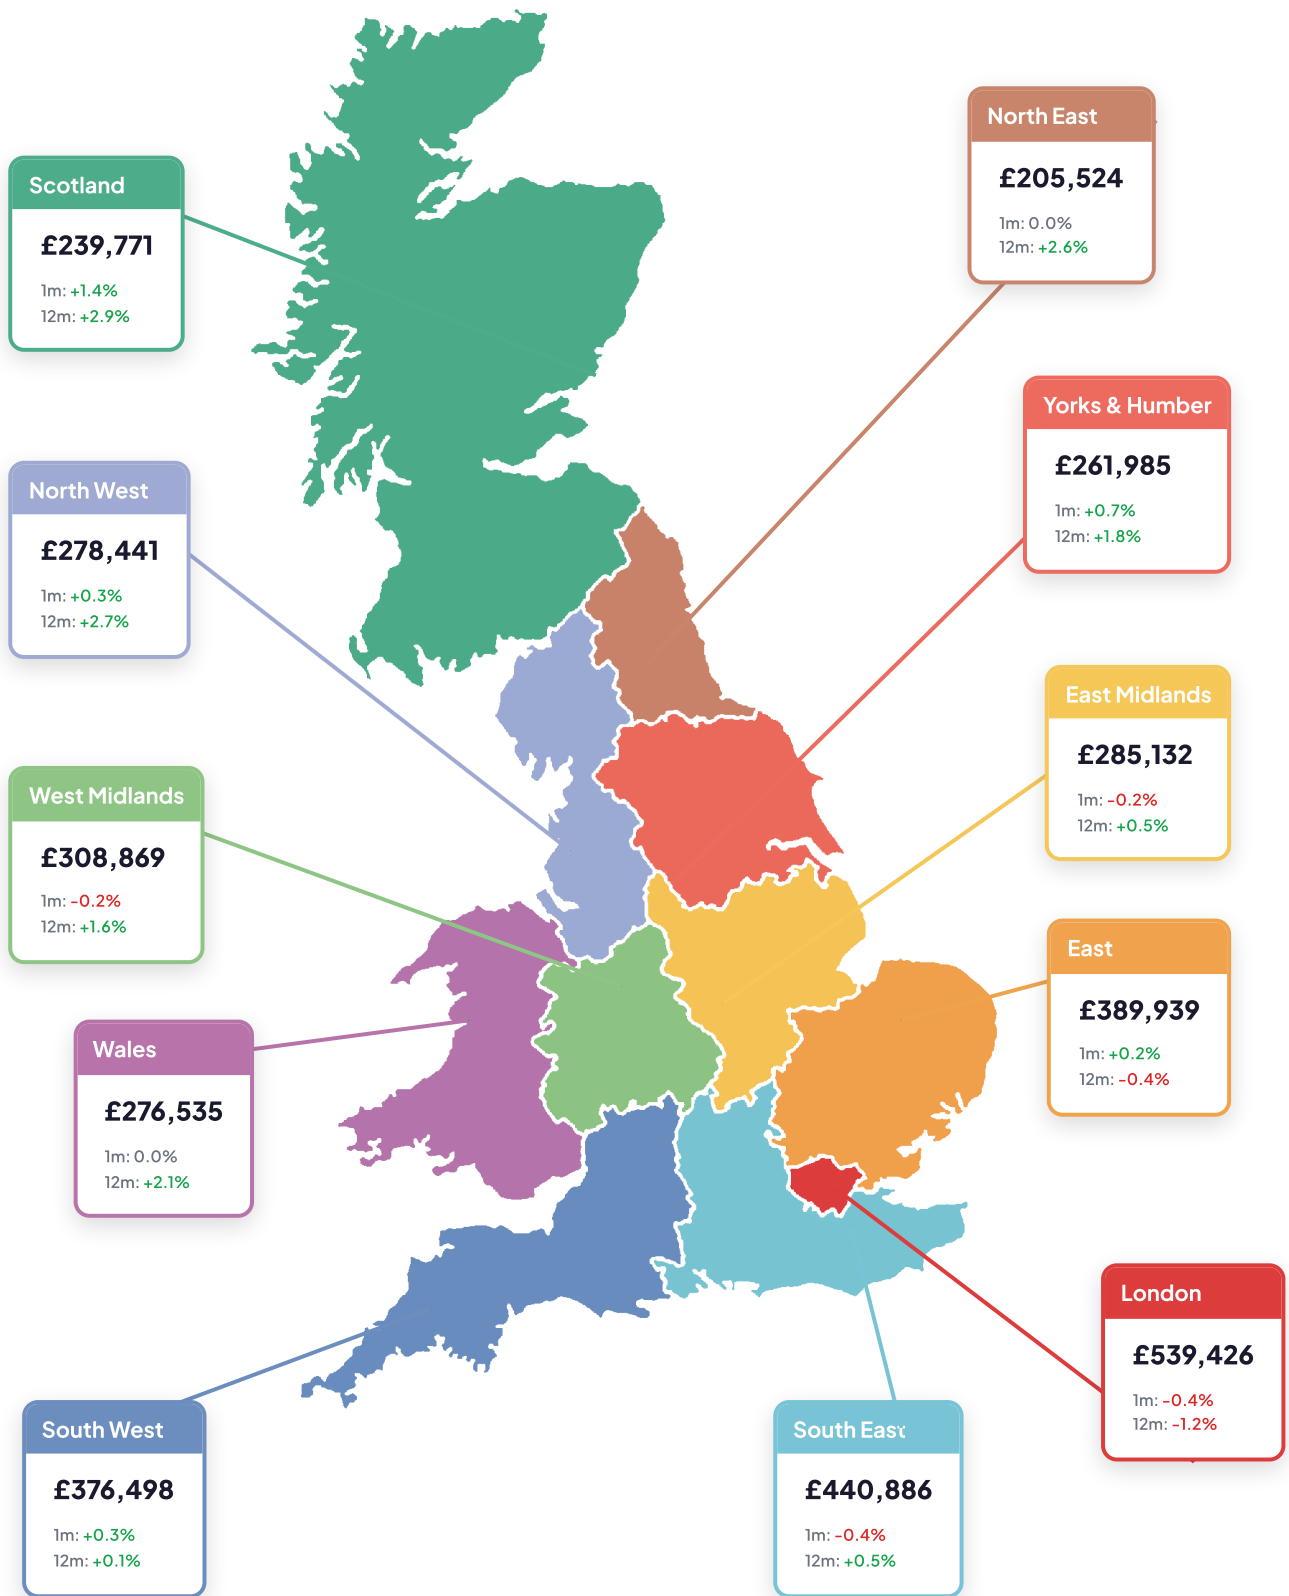 North East
£205,524
1m: 0.0%
12m: +2.6%
Scotland
£239,771
1m: +1.4%
12m: +2.9%
Yorks & Humber
£261,985
1m: +0.7%
12m: +1.8%
North West
£278,441
1m: +0.3%
12m: +2.7%
East Midlands
£285,132
1m: -0.2%
12m: +0.5%
West Midlands
£308,869
1m: -0.2%
12m: +1.6%
East
£389,939
1m: +0.2%
12m: -0.4%
Wales
£276,535
1m: 0.0%
12m: +2.1%
London
£539,426
1m: -0.4%
12m: -1.2%
South West
£376,498
1m: +0.3%
12m: +0.1%
South East
£440,886
1m: -0.4%
12m: +0.5%